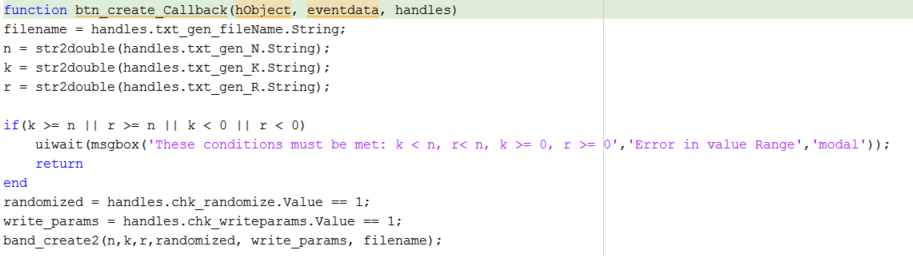 function btn_create_Callback(hObject, eventdata, handles)
filename = handles.txt_gen_fileName.String;
n = str2double(handles.txt_gen_N.String);
k = str2double(handles.txt_gen_K.String);
r = str2double(handles.txt_gen_R.String);
if(k >= n || r >= n || k < 0 || r < 0)
uiwait(msgbox('These conditions must be met: k < n, r< n, k >= 0, r >= 0','Error in value Range','modal'));
return
end
randomized = handles.chk_randomize.Value == 1;
write_params = handles.chk_writeparams.Value == 1;
band_create2(n,k,r,randomized, write_params, filename);